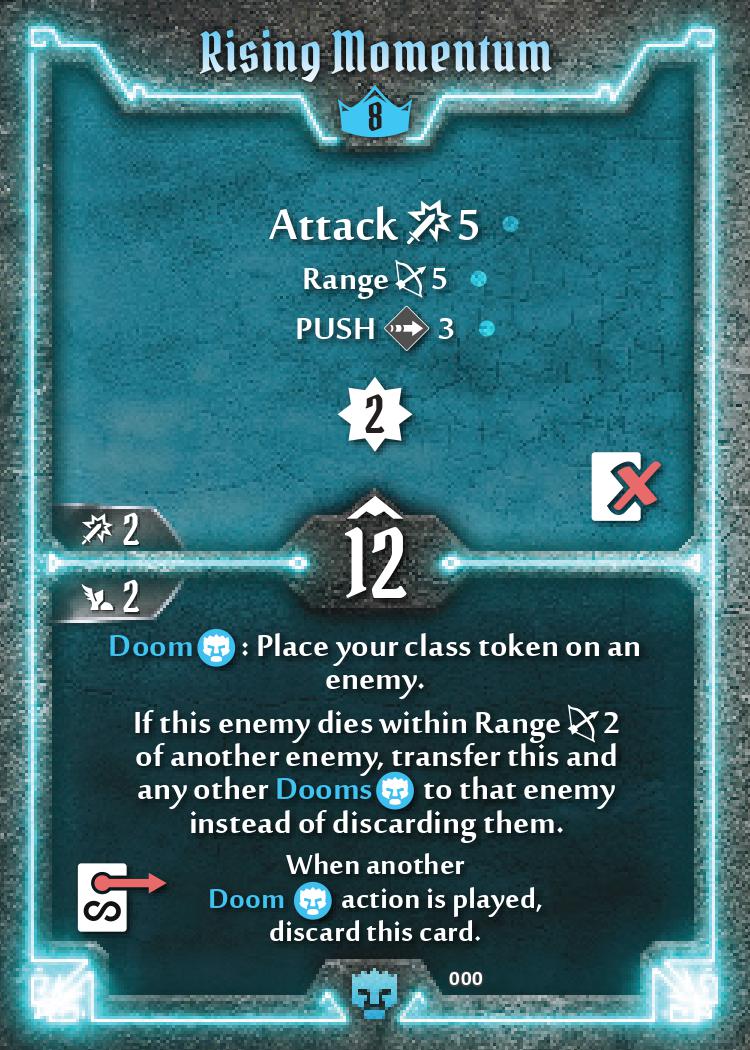 Rising Momentum
8
Attack 5
Range 5
PUSH 3
2
2
12
2
Doom : Place your class token on an
enemy.
If this enemy dies within Range 2
of another enemy, transfer this and
any other Dooms to that enemy
instead of discarding them.
When another
Doom action is played,
discard this card.
000